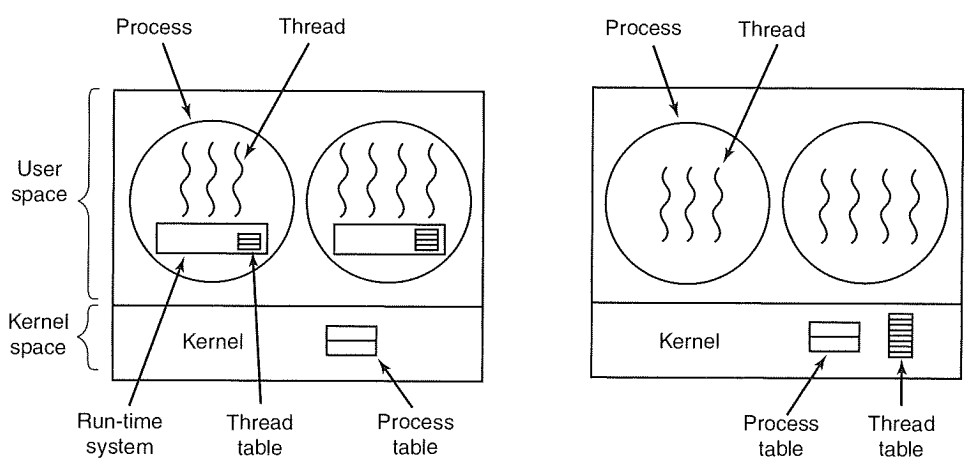 Process
Thread
Process
Thread
User
space
Kernel
space
Kernel
Kernel
Run-time
system
Thread
table
Process
table
Process
table
Thread
table